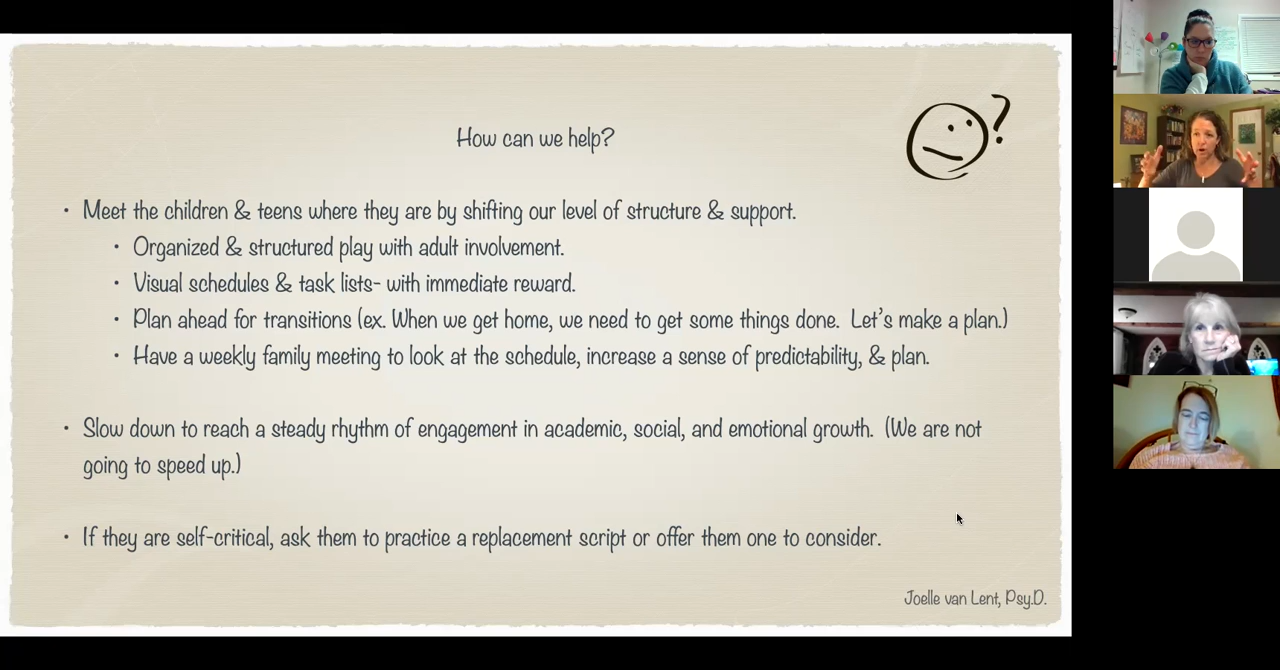 How can we help?
?
• Meet the children & teens where they are by shifting our level of structure & support.
• Organized & structured play with adult involvement.
• Visual schedules & task lists- with immediate reward.
• Plan ahead for transitions (ex. When we get home, we need to get some things done. Let's make a plan.)
• Have a weekly family meeting to look at the schedule, increase a sense of predictability, & plan.
• Slow down to reach a steady rhythm of engagement in academic, social, and emotional growth. (We are not
going to speed up.)
• If they are self-critical, ask them to practice a replacement script or offer them one to consider.
Joelle van Lent, Psy.D.